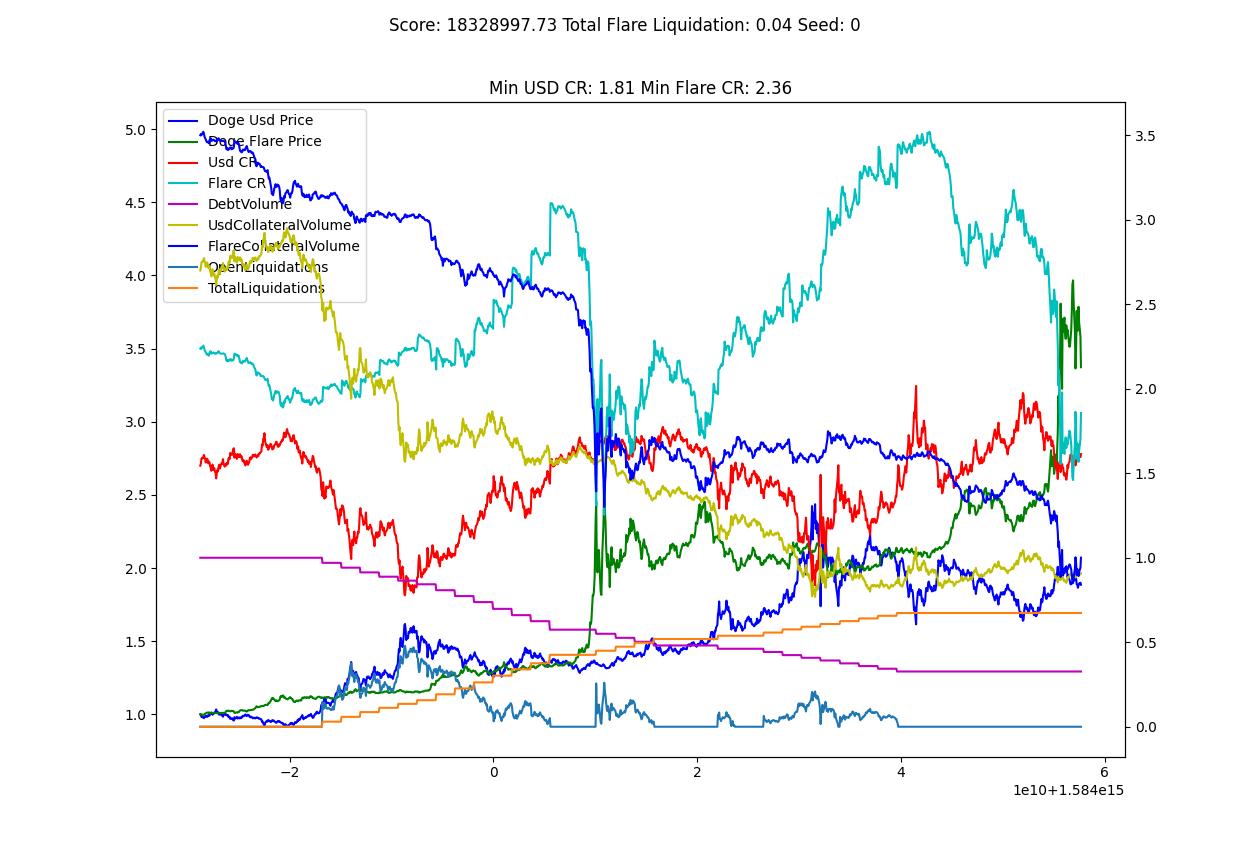 Score: 18328997.73 Total Flare Liquidation: 0.04 Seed: 0
Min USD CR: 1.81 Min Flare CR: 2.36
Doge Usd Price
Doge Flare Price
Usd CR
Flare CR
DebtVolume
UsdCollateralVolume
FlareCollateralVolume
OpenLiquidations
TotalLiquidations
5.0
4.5
4.0
3.5
3.0
2.5
2.0
1.5
1.0
3.5
3.0
2.5
2.0
1.5
1.0
0.5
0.0
−2
0
2
4
6
1e10+1.584e15